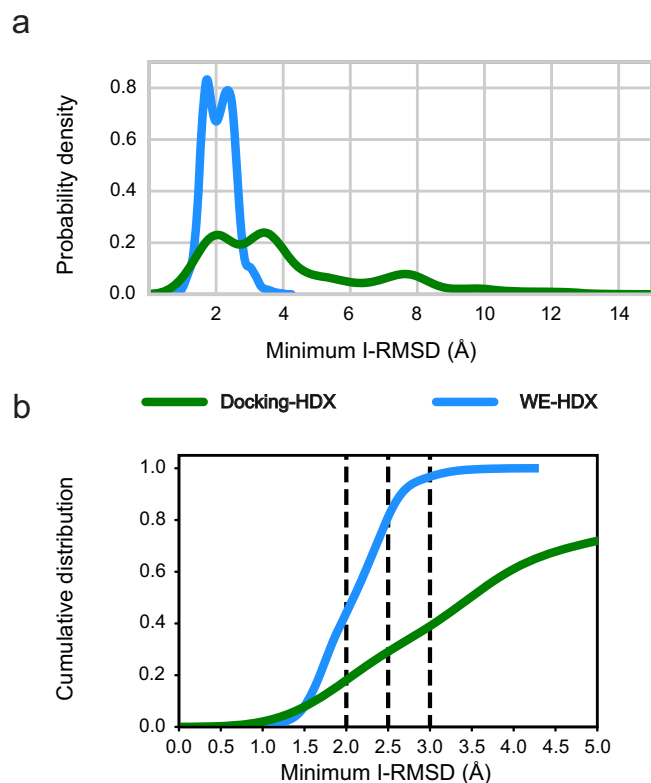 a
Probability density
0.8
0.6
0.4
0.2
0.0
2 4 6 8 10 12 14
Minimum I-RMSD (Å)
Docking-HDX WE-HDX
b
Cumulative distribution
1.0
0.8
0.6
0.4
0.2
0.0
0.0 0.5 1.0 1.5 2.0 2.5 3.0 3.5 4.0 4.5 5.0
Minimum I-RMSD (Å)